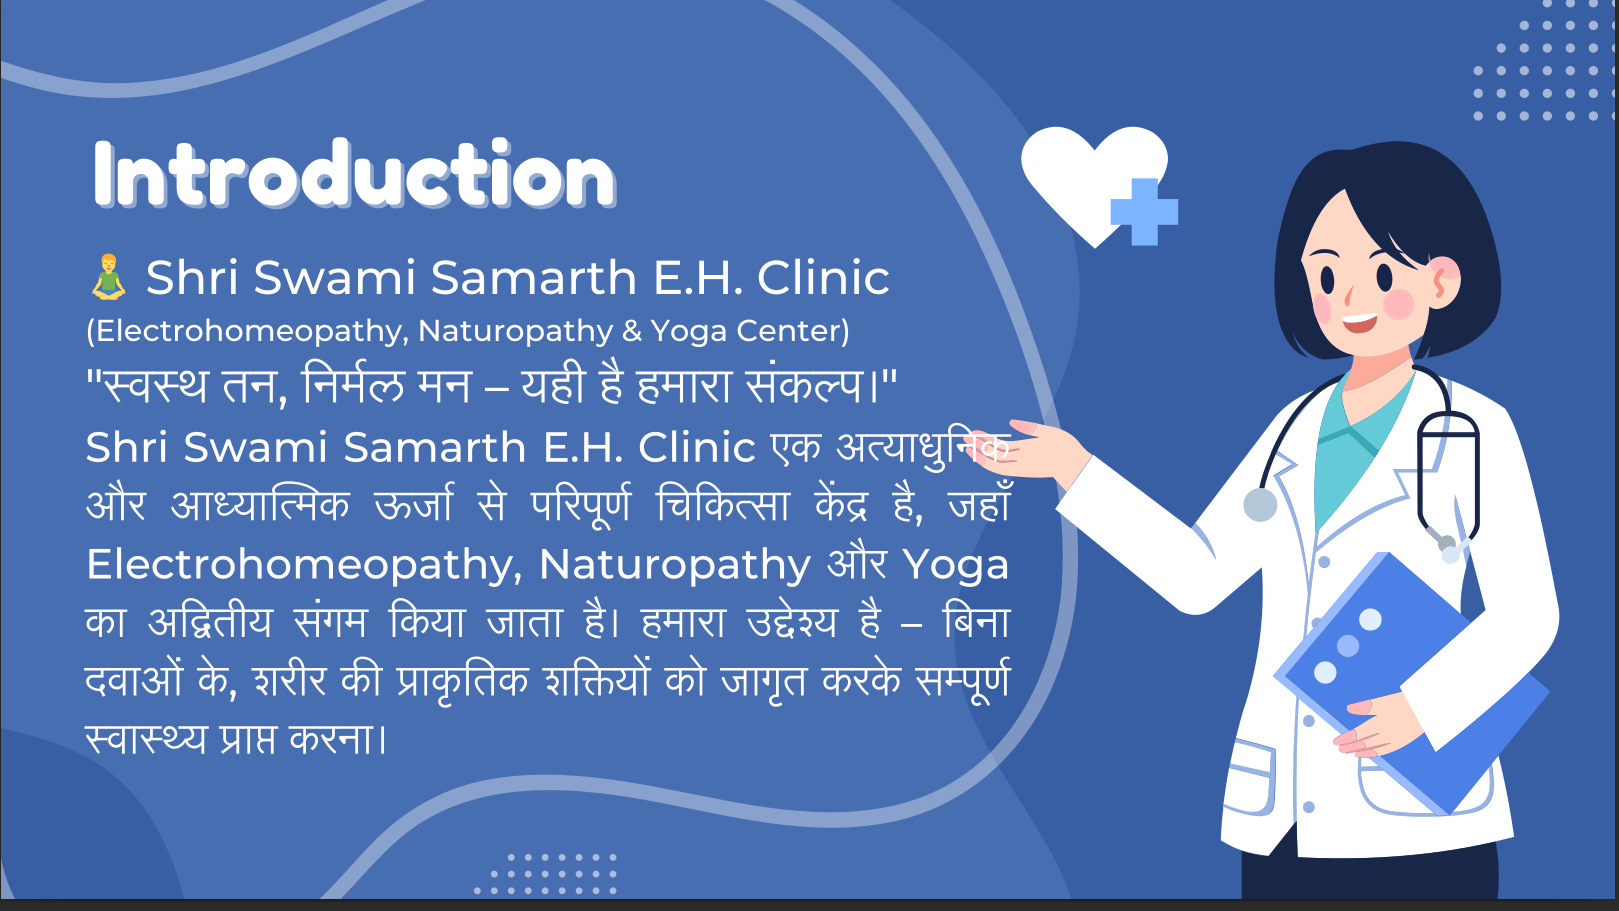 Introduction
🧘 Shri Swami Samarth E.H. Clinic
(Electrohomeopathy, Naturopathy & Yoga Center)
"स्वस्थ तन, निर्मल मन – यही है हमारा संकल्प।"
Shri Swami Samarth E.H. Clinic एक अत्याधुनिक
और आध्यात्मिक ऊर्जा से परिपूर्ण चिकित्सा केंद्र है, जहाँ
Electrohomeopathy, Naturopathy और Yoga
का अद्वितीय संगम किया जाता है। हमारा उद्देश्य है – बिना
दवाओं के, शरीर की प्राकृतिक शक्तियों को जागृत करके सम्पूर्ण
स्वास्थ्य प्राप्त करना।